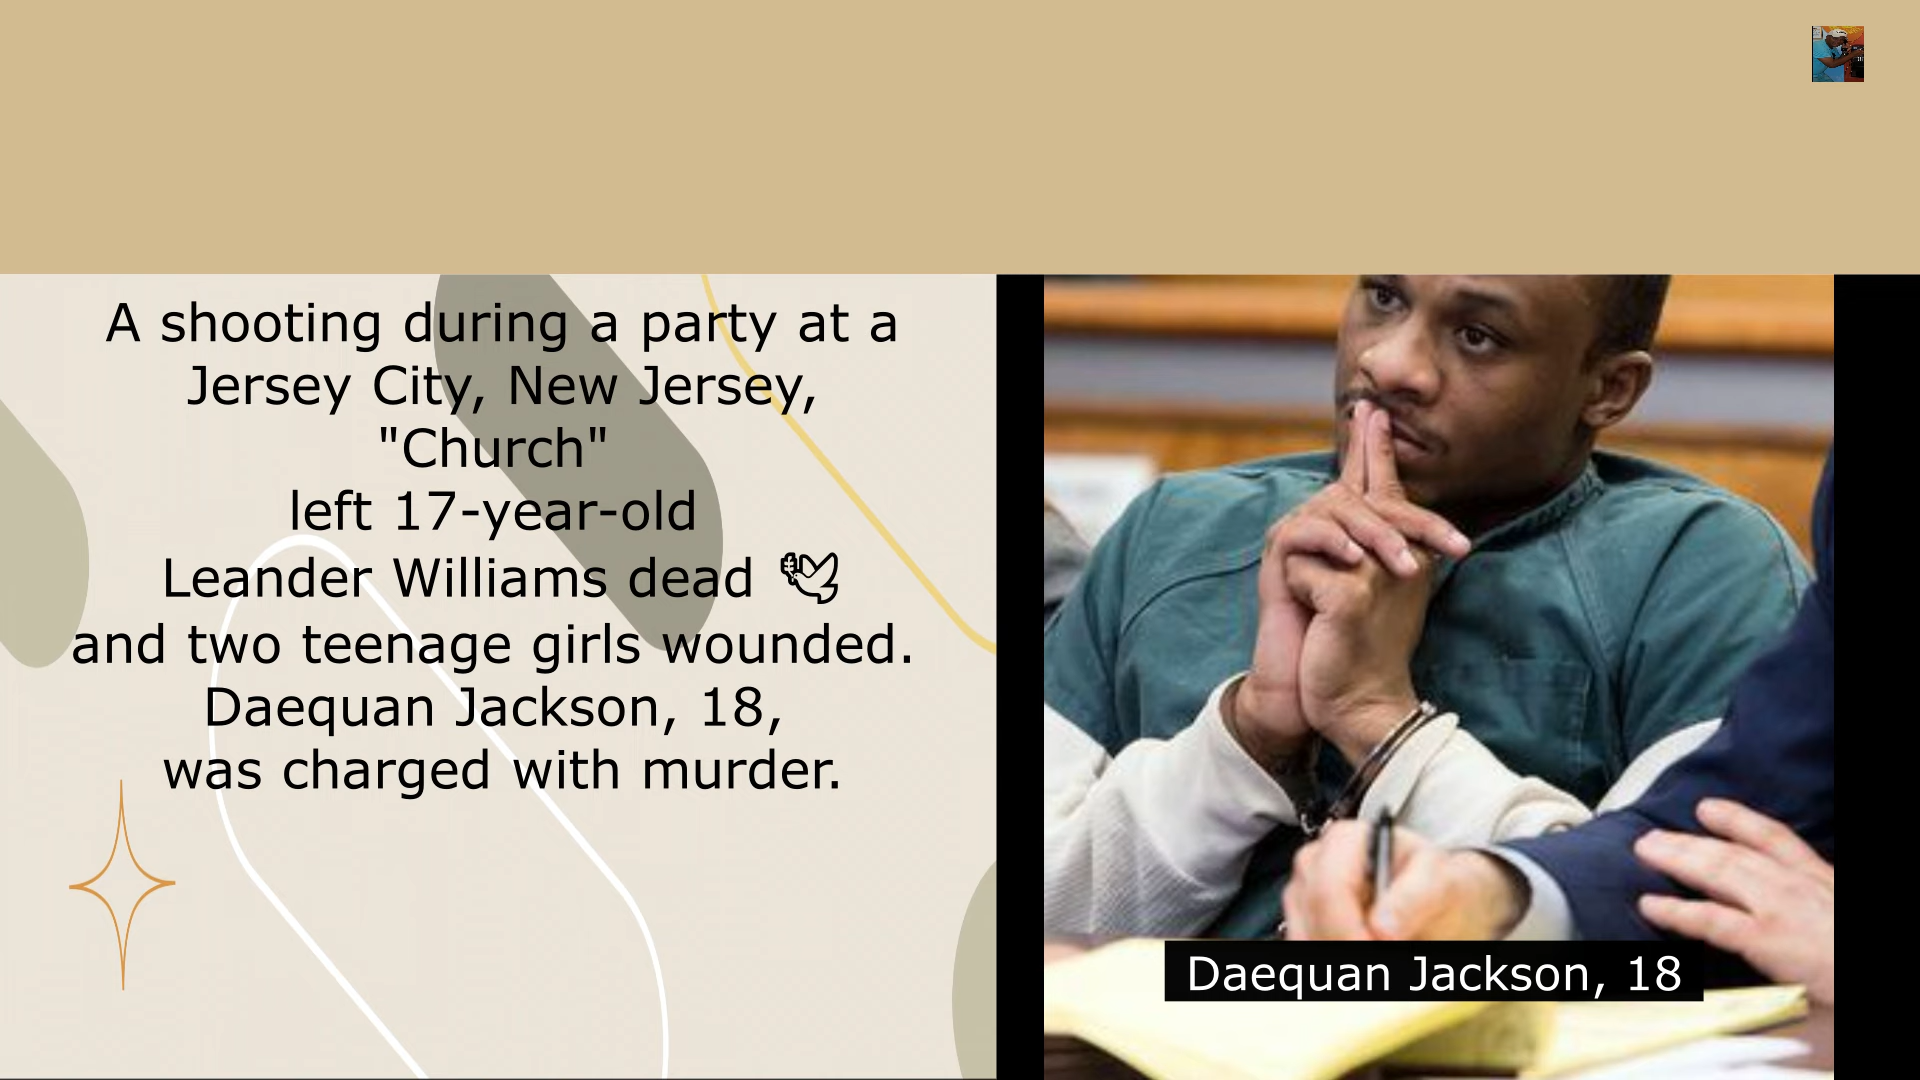 A shooting during a party at a
Jersey City, New Jersey,
"Church"
left 17-year-old
Leander Williams dead 🕊
and two teenage girls wounded.
Daequan Jackson, 18,
was charged with murder.
Daequan Jackson, 18